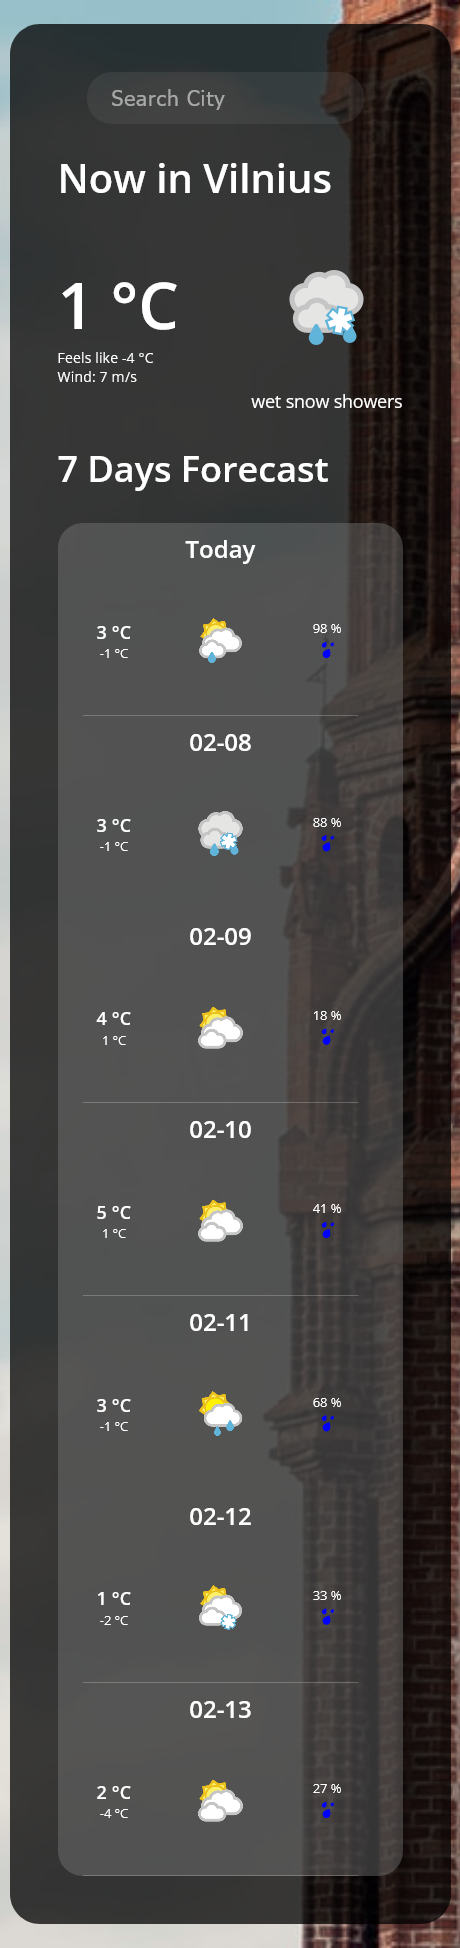 Search City
Now in Vilnius
1 °C
Feels like -4 °C
Wind: 7 m/s
wet snow showers
7 Days Forecast
Today
3 °C
-1 °C
98 %
02-08
3 °C
-1 °C
88 %
02-09
4 °C
1 °C
18 %
02-10
5 °C
1 °C
41 %
02-11
3 °C
-1 °C
68 %
02-12
1 °C
-2 °C
33 %
02-13
2 °C
-4 °C
27 %